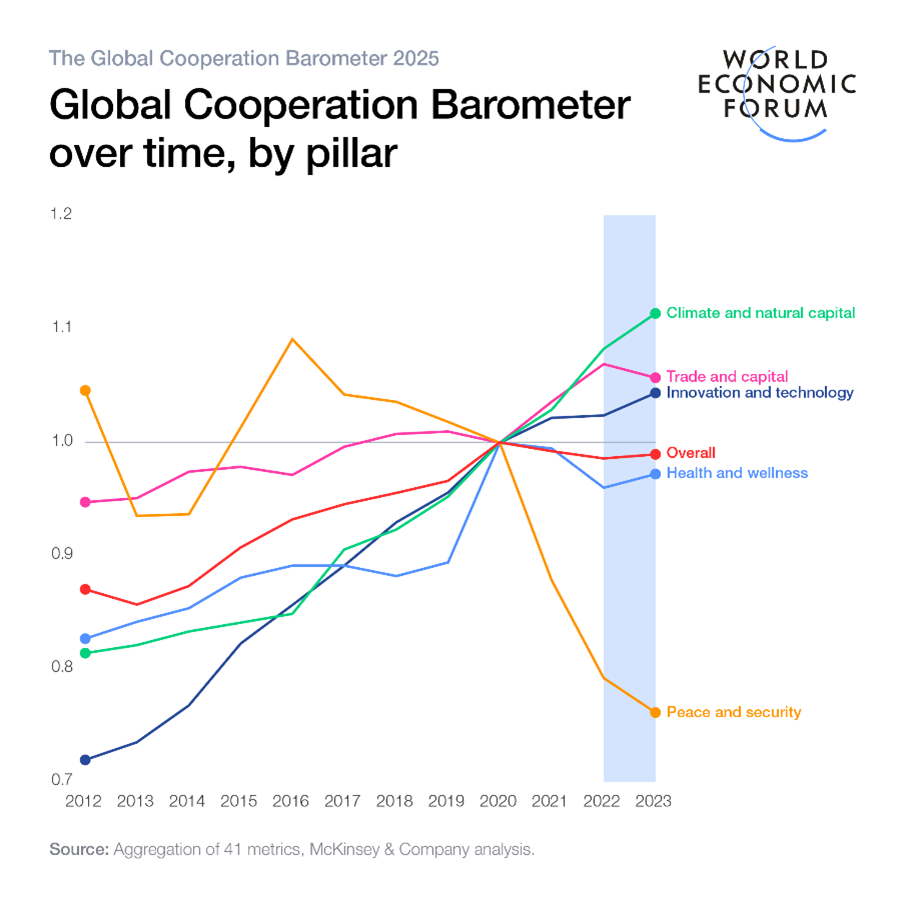 The Global Cooperation Barometer 2025
Global Cooperation Barometer
over time, by pillar
WORLD
ECONOMIC
FORUM
1.2
1.1
1.0
0.9
0.8
0.7
Climate and natural capital
Trade and capital
Innovation and technology
Overall
Health and wellness
Peace and security
2012 2013 2014 2015 2016 2017 2018 2019 2020 2021 2022 2023
Source: Aggregation of 41 metrics, McKinsey & Company analysis.